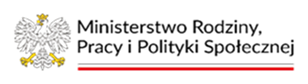 Ministerstwo Rodziny,
Pracy i Polityki Społecznej